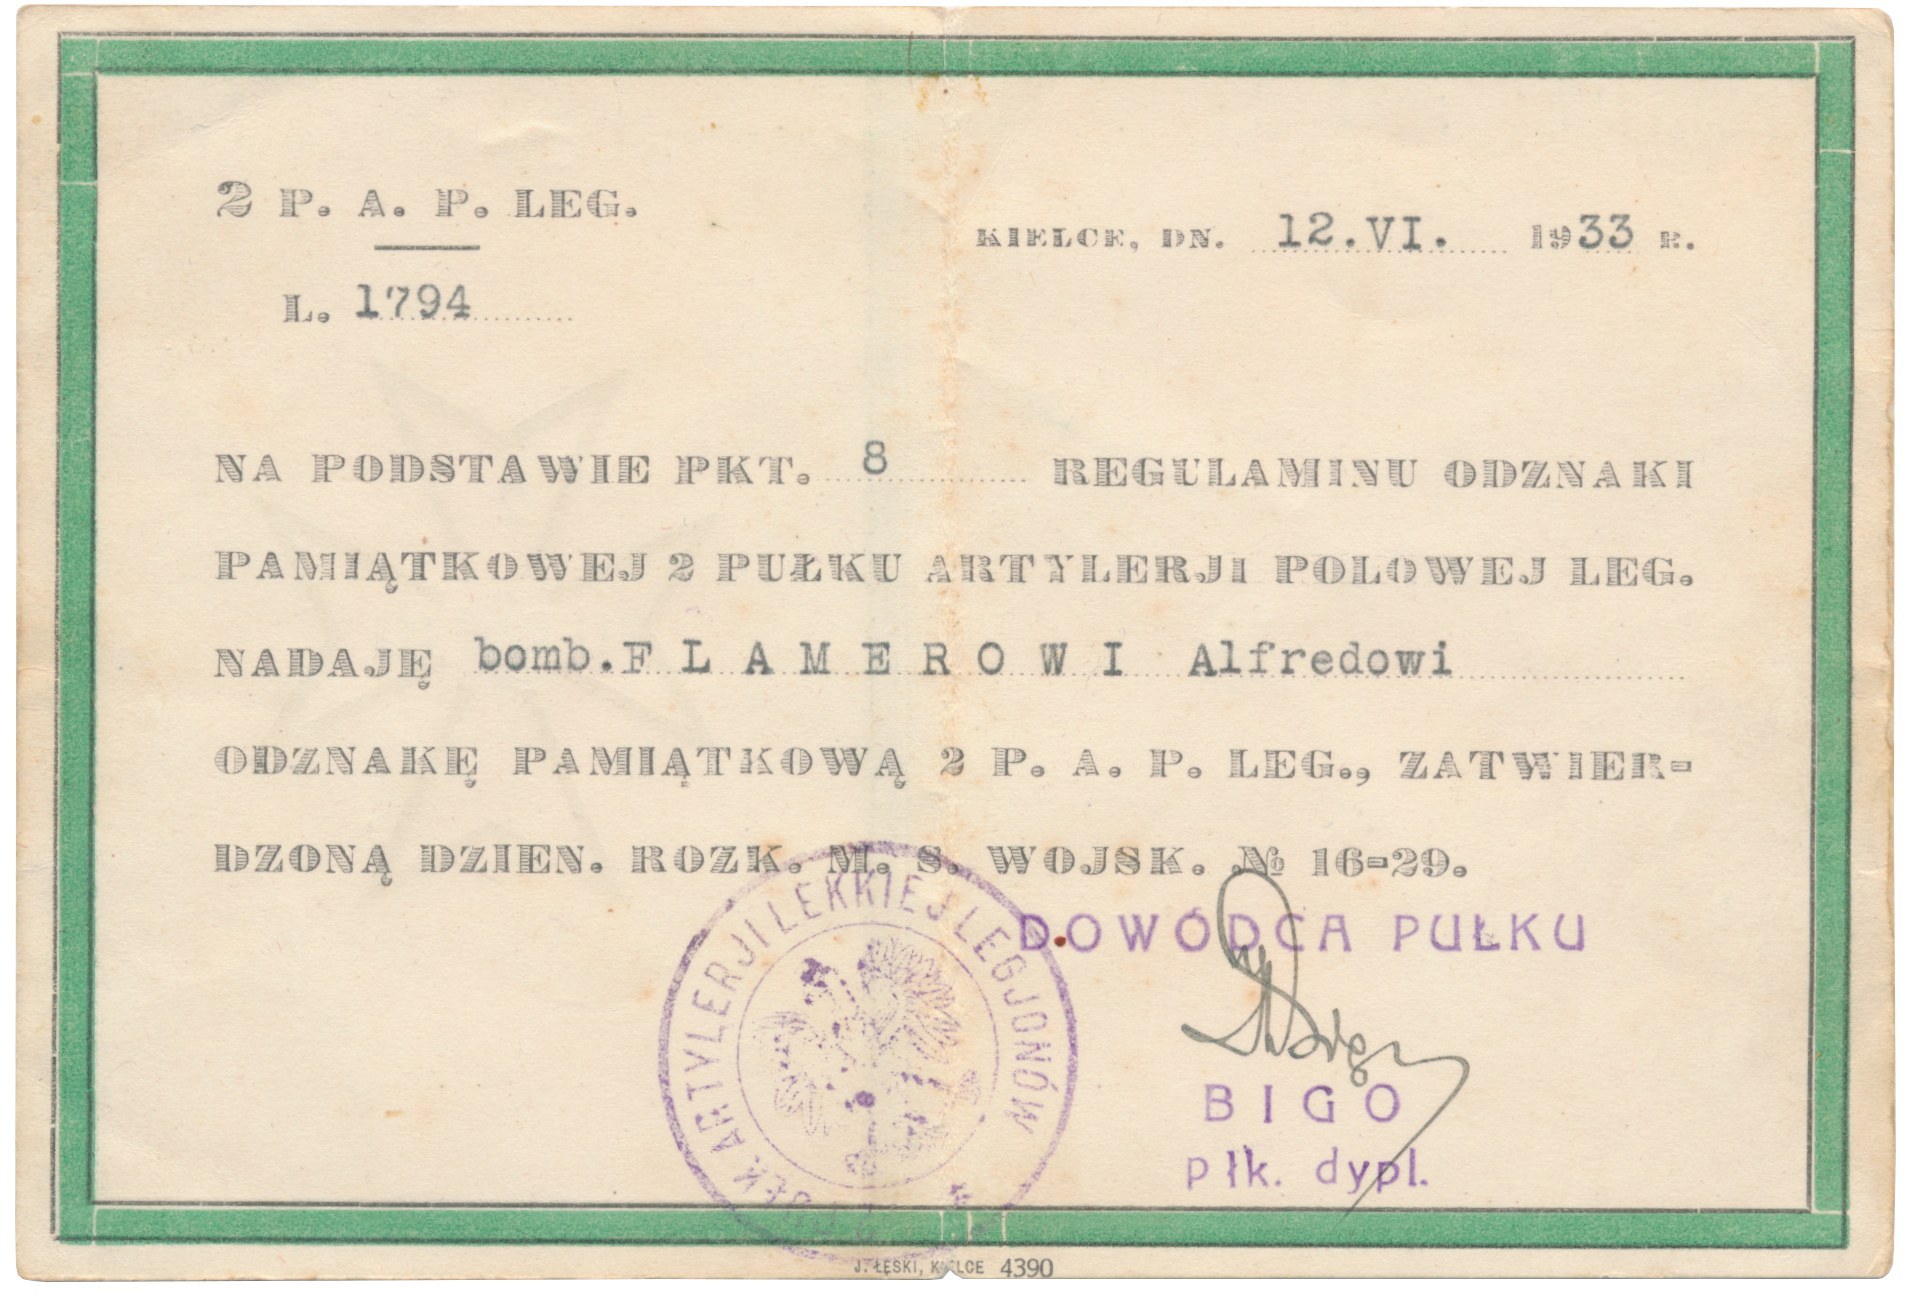 2 P. A. P. LEG.
KIELCE, DN. 12.VI. 1933 R.
L. 1794
NA PODSTAWIE PKT. 8 REGULAMINU ODZNAKI
PAMIĄTKOWEJ 2 PUŁKU ARTYLERJI POLOWEJ LEG.
NADAJĘ bomb.FLAMEROWI Alfredowi
ODZNAKĘ PAMIĄTKOWĄ 2 P. A. P. LEG., ZATWIER=
DZONĄ DZIEN. ROZK. M. S. WOJSK. № 16=29.
DOWÓDCA PUŁKU
ARTYLERJI LEKKIEJ LEGJONÓW
BIGO
płk. dypl.
J. ŁĘSKI, KIELCE 4390